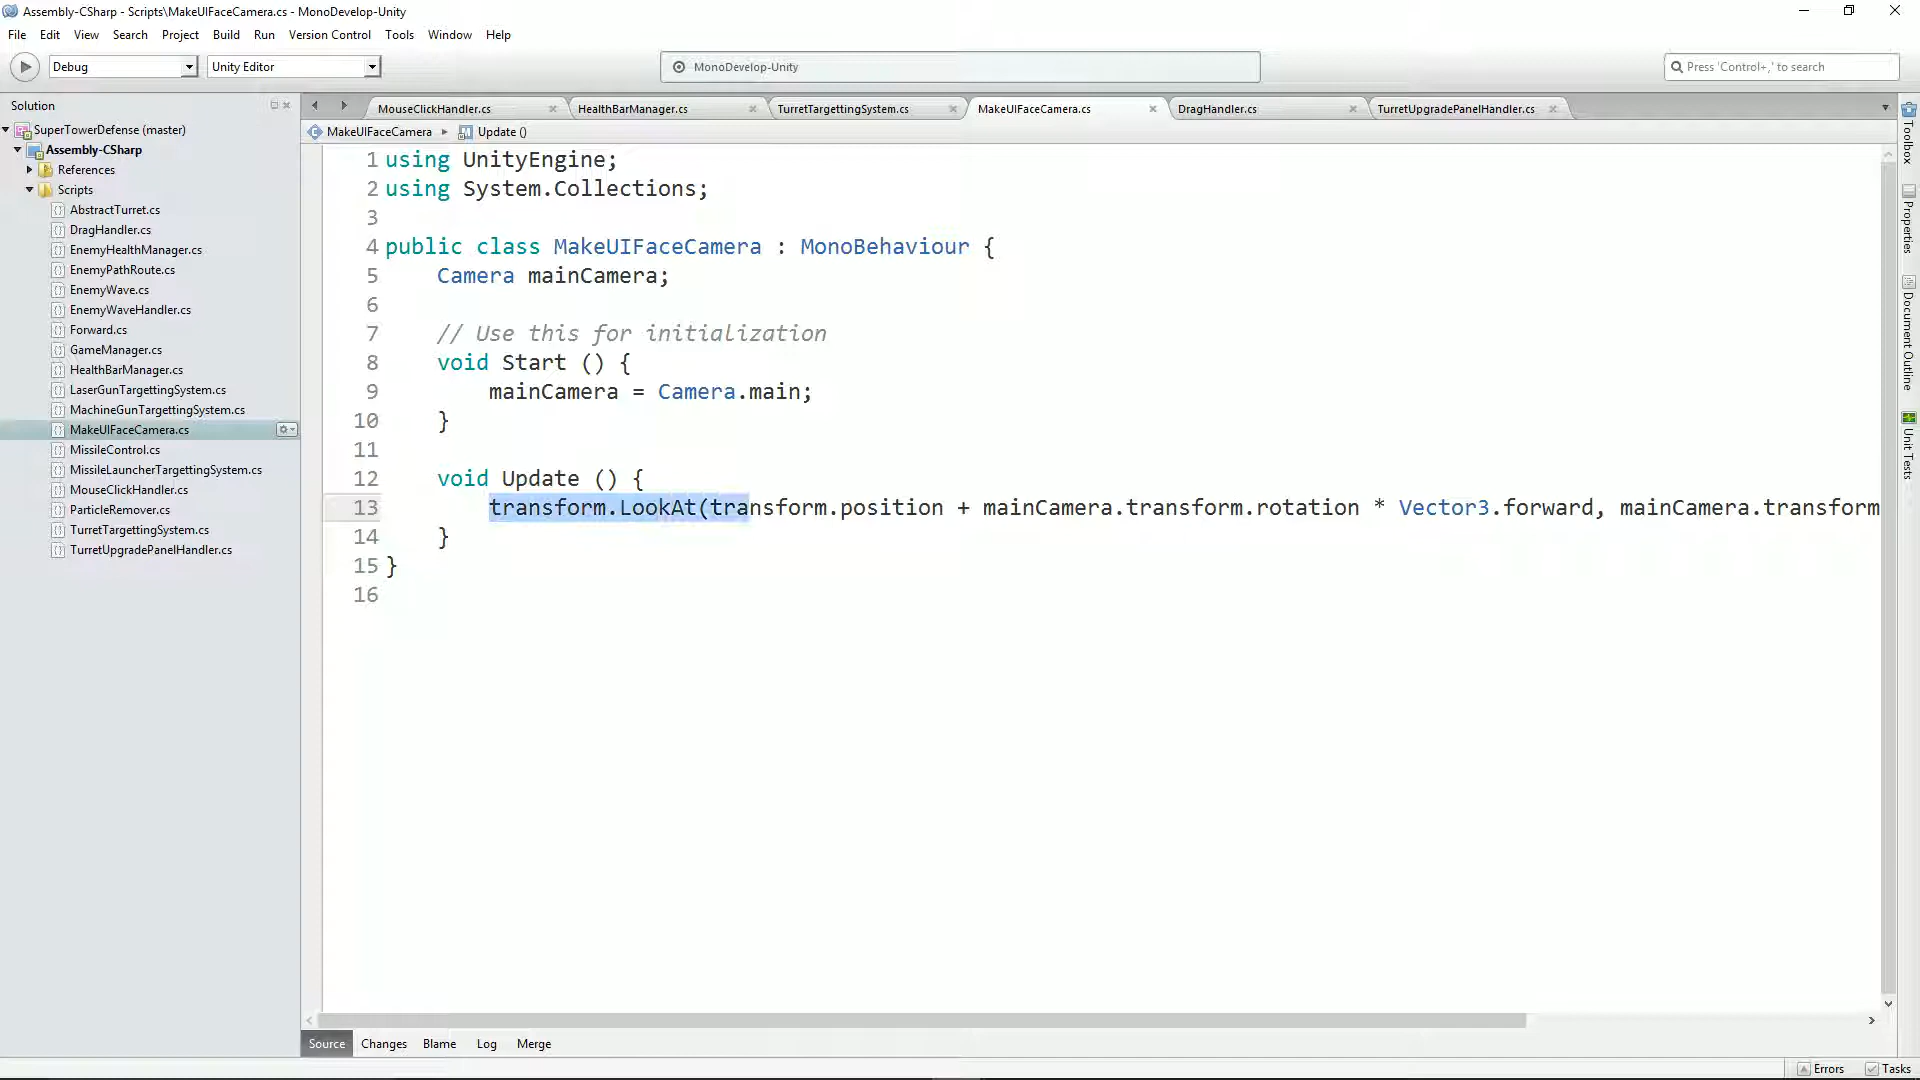 Assembly-CSharp - Scripts\MakeUIFaceCamera.cs - MonoDevelop-Unity
File Edit View Search Project Build Run Version Control Tools Window Help
Debug Unity Editor MonoDevelop-Unity Press 'Control+,' to search
Solution
SuperTowerDefense (master)
Assembly-CSharp
References
Scripts
AbstractTurret.cs
DragHandler.cs
EnemyHealthManager.cs
EnemyPathRoute.cs
EnemyWave.cs
EnemyWaveHandler.cs
Forward.cs
GameManager.cs
HealthBarManager.cs
LaserGunTargettingSystem.cs
MachineGunTargettingSystem.cs
MakeUIFaceCamera.cs
MissileControl.cs
MissileLauncherTargettingSystem.cs
MouseClickHandler.cs
ParticleRemover.cs
TurretTargettingSystem.cs
TurretUpgradePanelHandler.cs
MouseClickHandler.cs HealthBarManager.cs TurretTargettingSystem.cs MakeUIFaceCamera.cs DragHandler.cs TurretUpgradePanelHandler.cs
MakeUIFaceCamera Update ()
1 using UnityEngine;
2 using System.Collections;
3
4 public class MakeUIFaceCamera : MonoBehaviour {
5 Camera mainCamera;
6
7 // Use this for initialization
8 void Start () {
9 mainCamera = Camera.main;
10 }
11
12 void Update () {
13 transform.LookAt(transform.position + mainCamera.transform.rotation * Vector3.forward, mainCamera.transform
14 }
15 }
16
Toolbox
Properties
Document Outline
Unit Tests
Source Changes Blame Log Merge
Errors Tasks